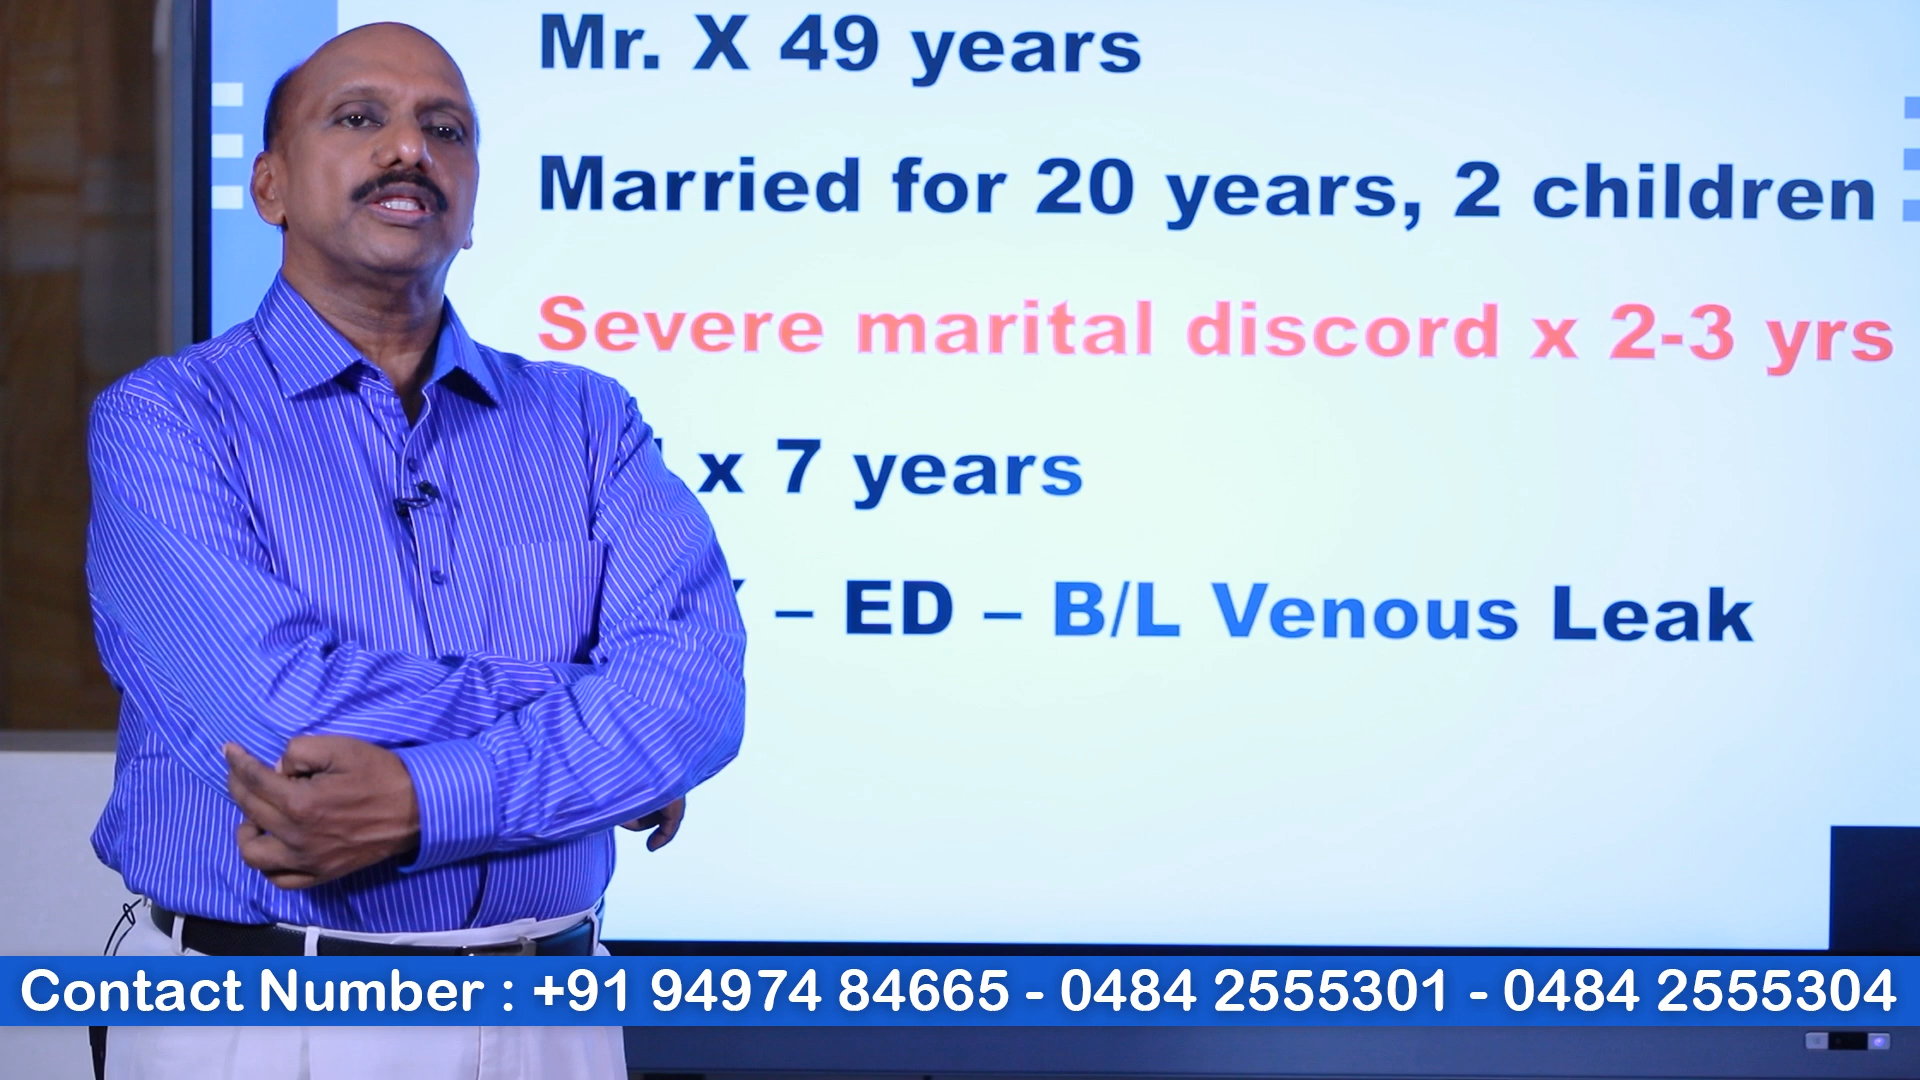 Mr. X 49 years
Married for 20 years, 2 children
Severe marital discord x 2-3 yrs
x 7 years
– ED – B/L Venous Leak
Contact Number : +91 94974 84665 - 0484 2555301 - 0484 2555304